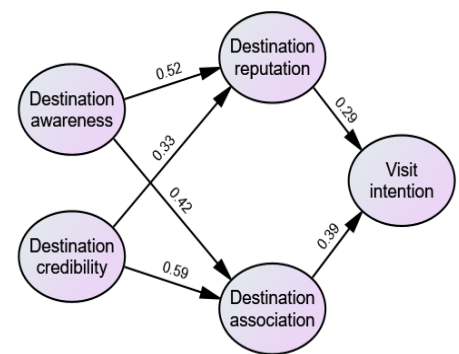 Destination
reputation
0.52
Destination
awareness
0.29
0.33
Visit
intention
0.42
0.39
Destination
credibility
0.59
Destination
association